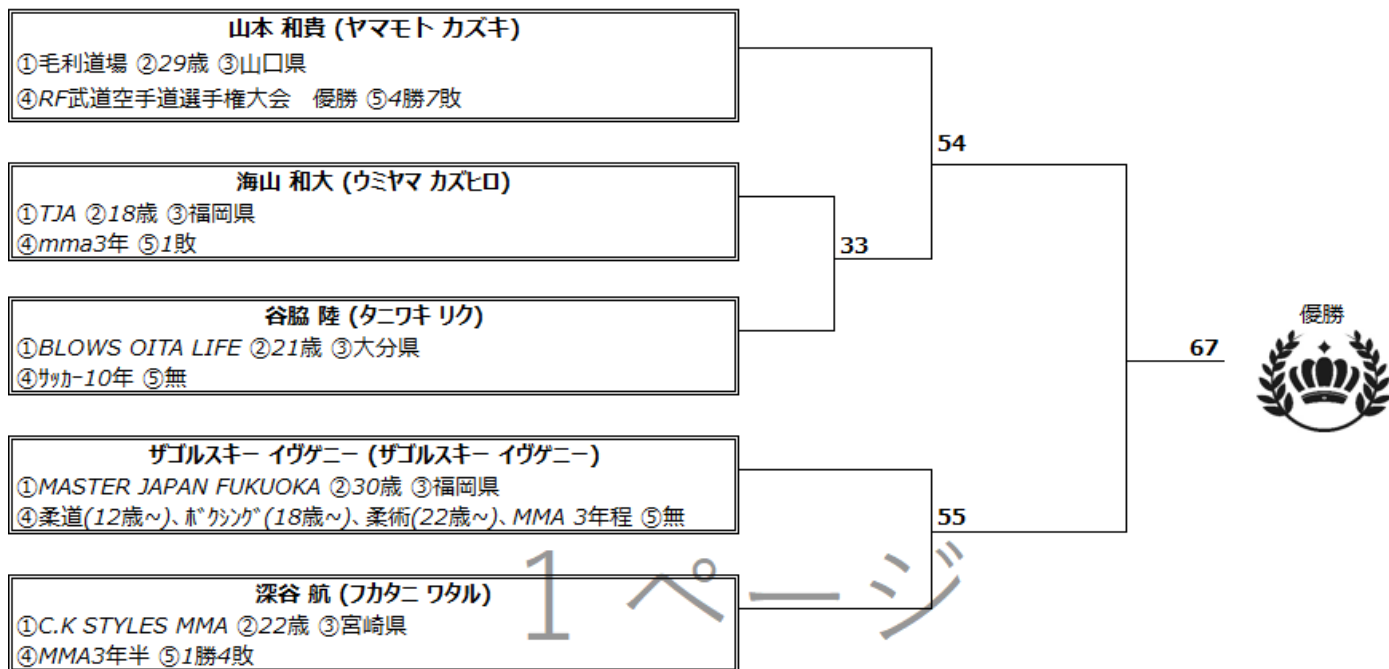 山本 和貴 (ヤマモト カズキ)
①毛利道場 ②29歳 ③山口県
④RF武道空手道選手権大会　優勝 ⑤4勝7敗
54
海山 和大 (ウミヤマ カズヒロ)
①TJA ②18歳 ③福岡県
④mma3年 ⑤1敗
33
谷脇 陸 (タニワキ リク)
①BLOWS OITA LIFE ②21歳 ③大分県
④ｻｯｶｰ10年 ⑤無
優勝
67
ザゴルスキー イヴゲニー (ザゴルスキー イヴゲニー)
①MASTER JAPAN FUKUOKA ②30歳 ③福岡県
④柔道(12歳~)、ﾎﾞｸｼﾝｸﾞ(18歳~)、柔術(22歳~)、MMA 3年程 ⑤無
55
1 ページ
深谷 航 (フカタニ ワタル)
①C.K STYLES MMA ②22歳 ③宮崎県
④MMA3年半 ⑤1勝4敗